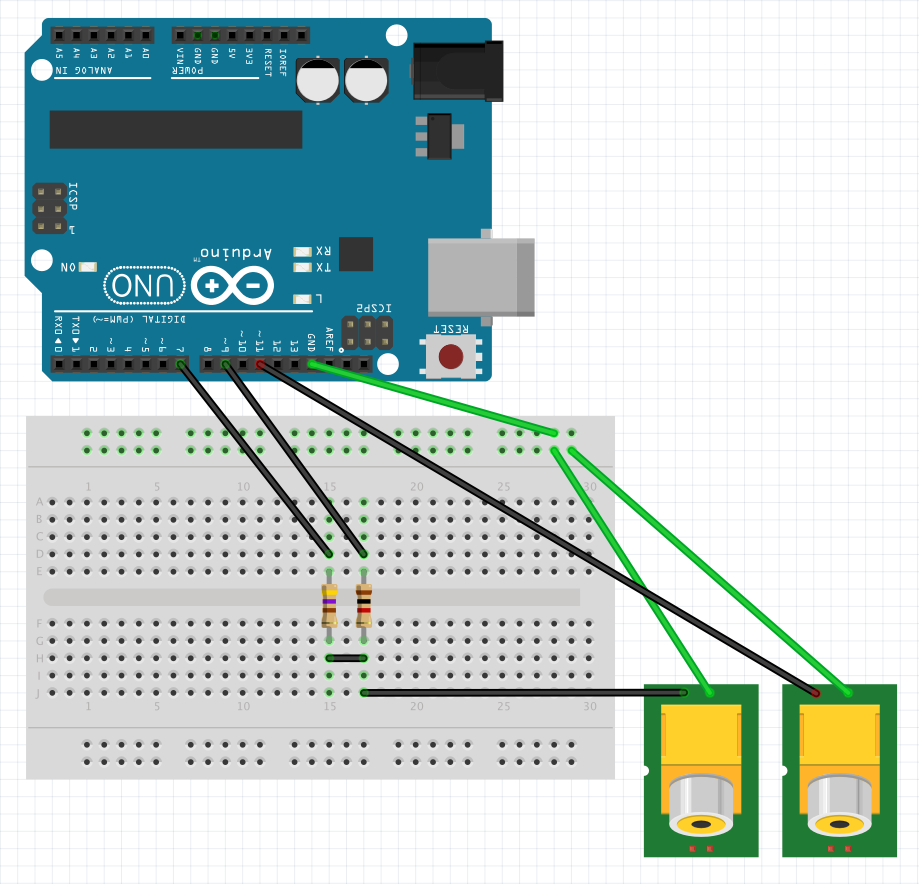 A5 A4 A3 A2 A1 A0
VIN GND GND 5V 3V3 RESET IOREF
ANALOG IN
POWER
ICSP
1
Arduino
TM
RX
TX
ON
UNO
L
ICSP2
DIGITAL (PWM=~)
RESET
RX0◀0 TX0▶1 2 ~3 4 ~5 ~6 7 8 ~9 ~10 ~11 12 13 GND AREF
1 5 10 15 20 25 30
A
B
C
D
E
F
G
H
I
J
1 5 10 15 20 25 30